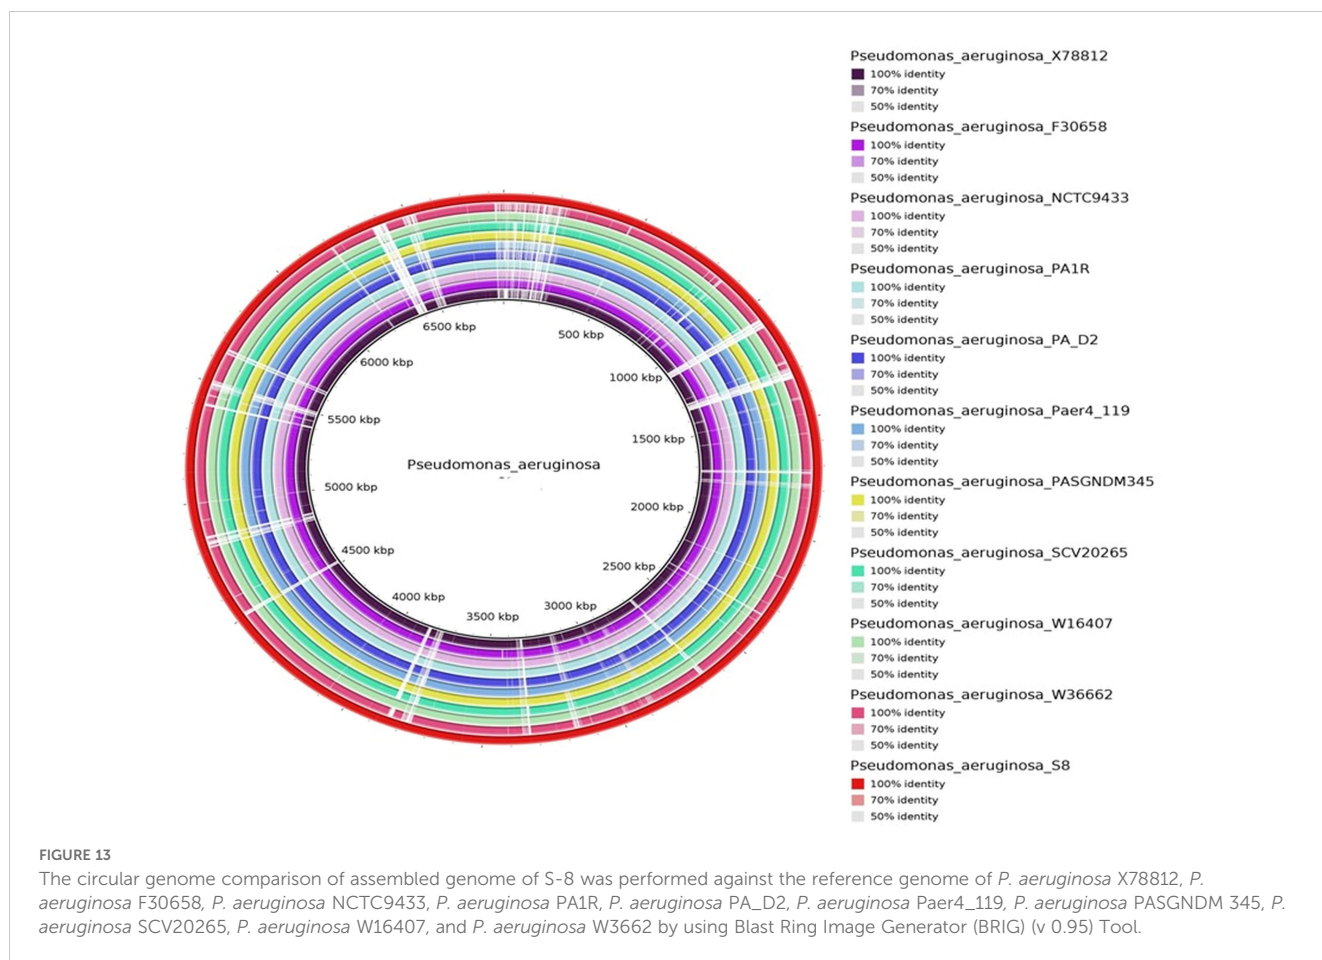 Pseudomonas_aeruginosa_X78812
100% identity
70% identity
50% identity
Pseudomonas_aeruginosa_F30658
100% identity
70% identity
50% identity
Pseudomonas_aeruginosa_NCTC9433
100% identity
70% identity
50% identity
Pseudomonas_aeruginosa_PA1R
100% identity
70% identity
50% identity
Pseudomonas_aeruginosa_PA_D2
100% identity
70% identity
50% identity
Pseudomonas_aeruginosa_Paer4_119
100% identity
70% identity
50% identity
Pseudomonas_aeruginosa_PASGNDM345
100% identity
70% identity
50% identity
Pseudomonas_aeruginosa_SCV20265
100% identity
70% identity
50% identity
Pseudomonas_aeruginosa_W16407
100% identity
70% identity
50% identity
Pseudomonas_aeruginosa_W36662
100% identity
70% identity
50% identity
Pseudomonas_aeruginosa_S8
100% identity
70% identity
50% identity
500 kbp
1000 kbp
1500 kbp
2000 kbp
2500 kbp
3000 kbp
3500 kbp
4000 kbp
4500 kbp
5000 kbp
5500 kbp
6000 kbp
6500 kbp
Pseudomonas_aeruginosa
FIGURE 13
The circular genome comparison of assembled genome of S-8 was performed against the reference genome of P. aeruginosa X78812, P.
aeruginosa F30658, P. aeruginosa NCTC9433, P. aeruginosa PA1R, P. aeruginosa PA_D2, P. aeruginosa Paer4_119, P. aeruginosa PASGNDM 345, P.
aeruginosa SCV20265, P. aeruginosa W16407, and P. aeruginosa W3662 by using Blast Ring Image Generator (BRIG) (v 0.95) Tool.